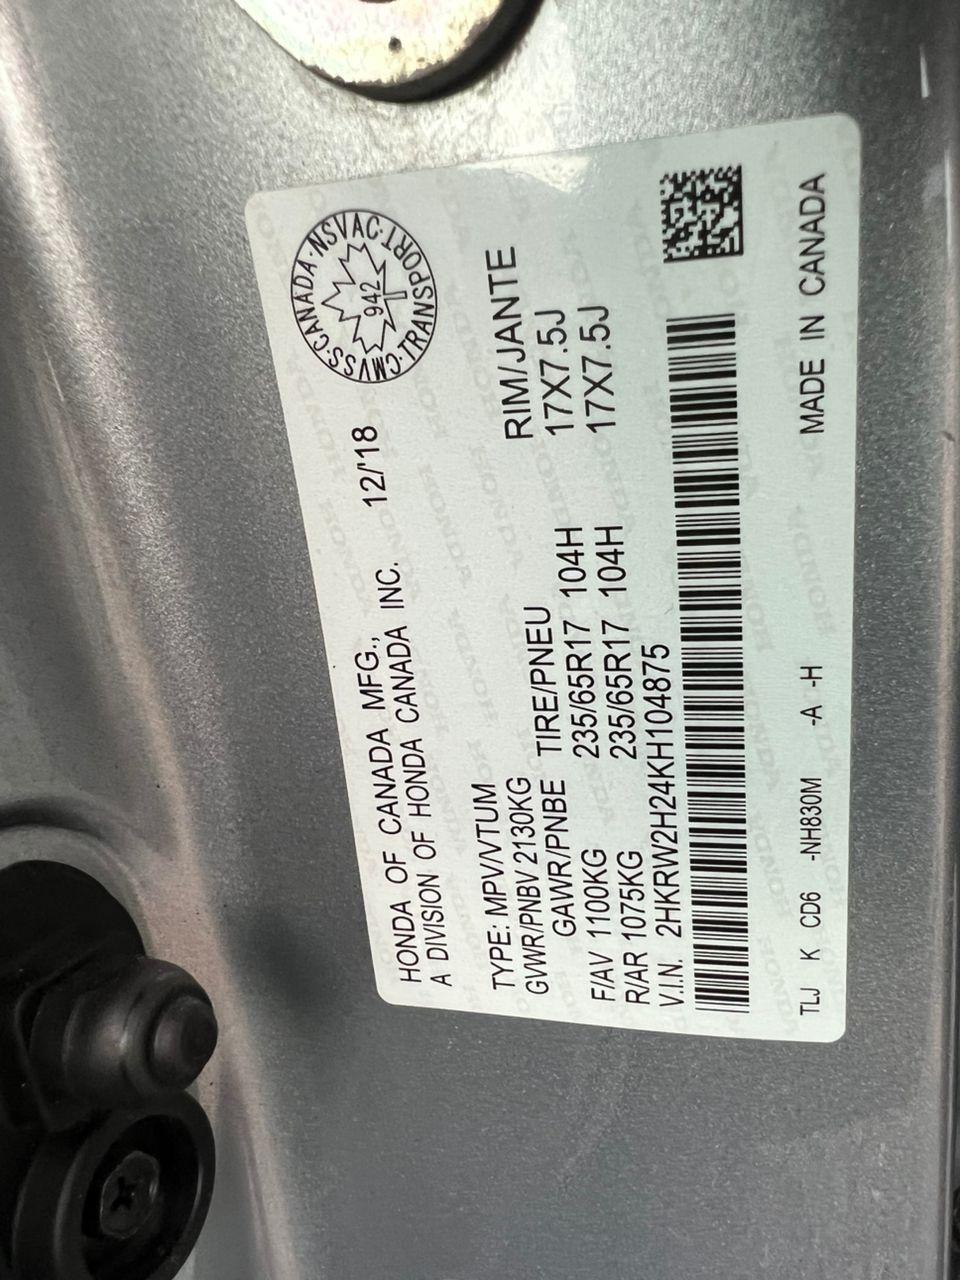 HONDA OF CANADA MFG., 12/'18
A DIVISION OF HONDA CANADA INC.
CMVSS·CANADA·NSVAC·TRANSPORT
942
TYPE: MPV/VTUM
GVWR/PNBV 2130KG
GAWR/PNBE TIRE/PNEU RIM/JANTE
F/AV 1100KG 235/65R17 104H 17X7.5J
R/AR 1075KG 235/65R17 104H 17X7.5J
V.I.N. 2HKRW2H24KH104875
TLJ K CD6 -NH830M -A -H MADE IN CANADA